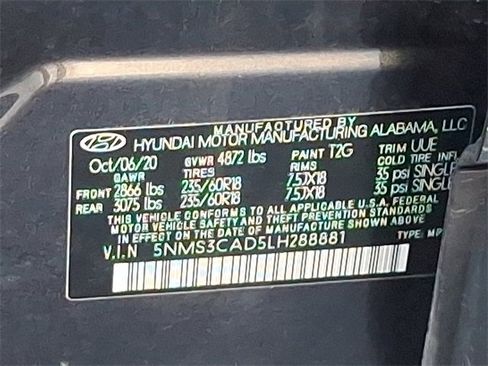 MANUFACTURED BY
HYUNDAI MOTOR MANUFACTURING ALABAMA, LLC
Oct/06/20 GVWR 4872 lbs PAINT T2G TRIM UUE
GAWR TIRES RIMS COLD TIRE INFL
FRONT 2866 lbs 235/60R18 7.5JX18 35 psi SINGLE
REAR 3075 lbs 235/60R18 7.5JX18 35 psi SINGLE
THIS VEHICLE CONFORMS TO ALL APPLICABLE U.S.A. FEDERAL
MOTOR VEHICLE SAFETY AND THEFT PREVENTION STANDARDS
IN EFFECT ON THE DATE OF MANUFACTURE SHOWN ABOVE.
V.I.N 5NMS3CAD5LH288881 TYPE: MP